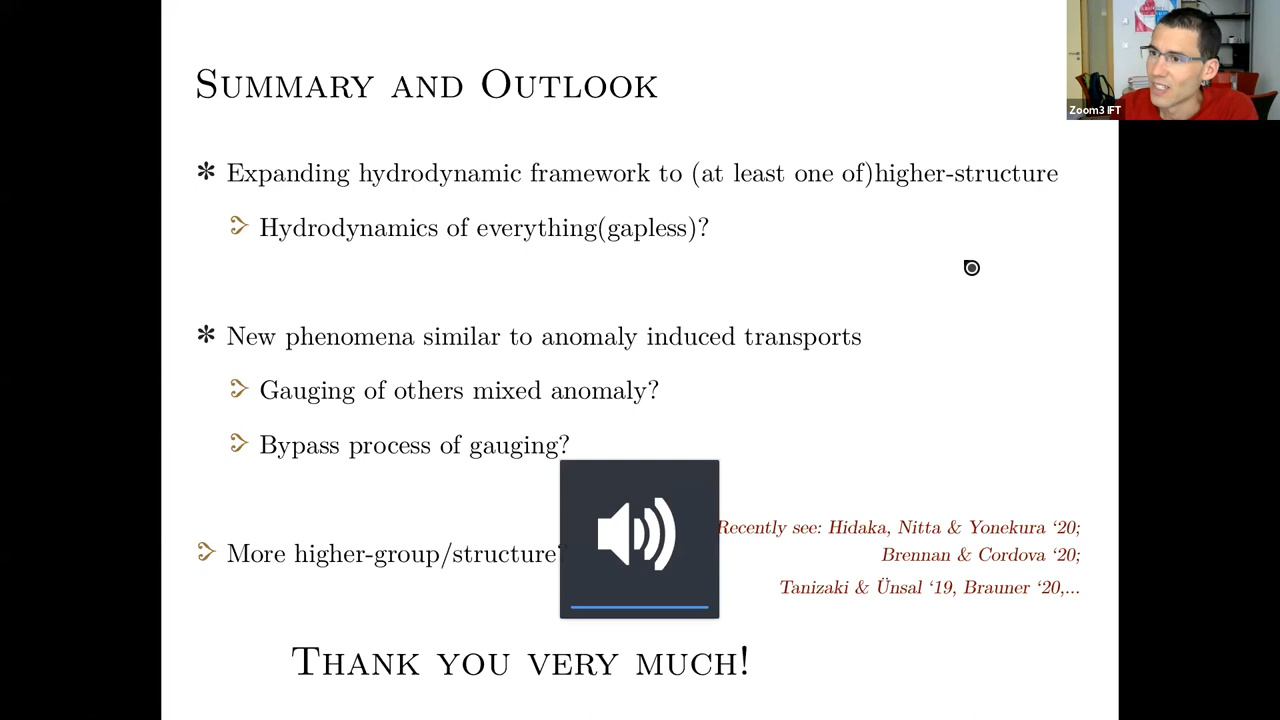 SUMMARY AND OUTLOOK
Zoom3 IFT
* Expanding hydrodynamic framework to (at least one of)higher-structure
Hydrodynamics of everything(gapless)?
* New phenomena similar to anomaly induced transports
Gauging of others mixed anomaly?
Bypass process of gauging?
Recently see: Hidaka, Nitta & Yonekura ‘20;
More higher-group/structure?
Brennan & Cordova ‘20;
Tanizaki & Ünsal ‘19, Brauner ‘20,...
THANK YOU VERY MUCH!